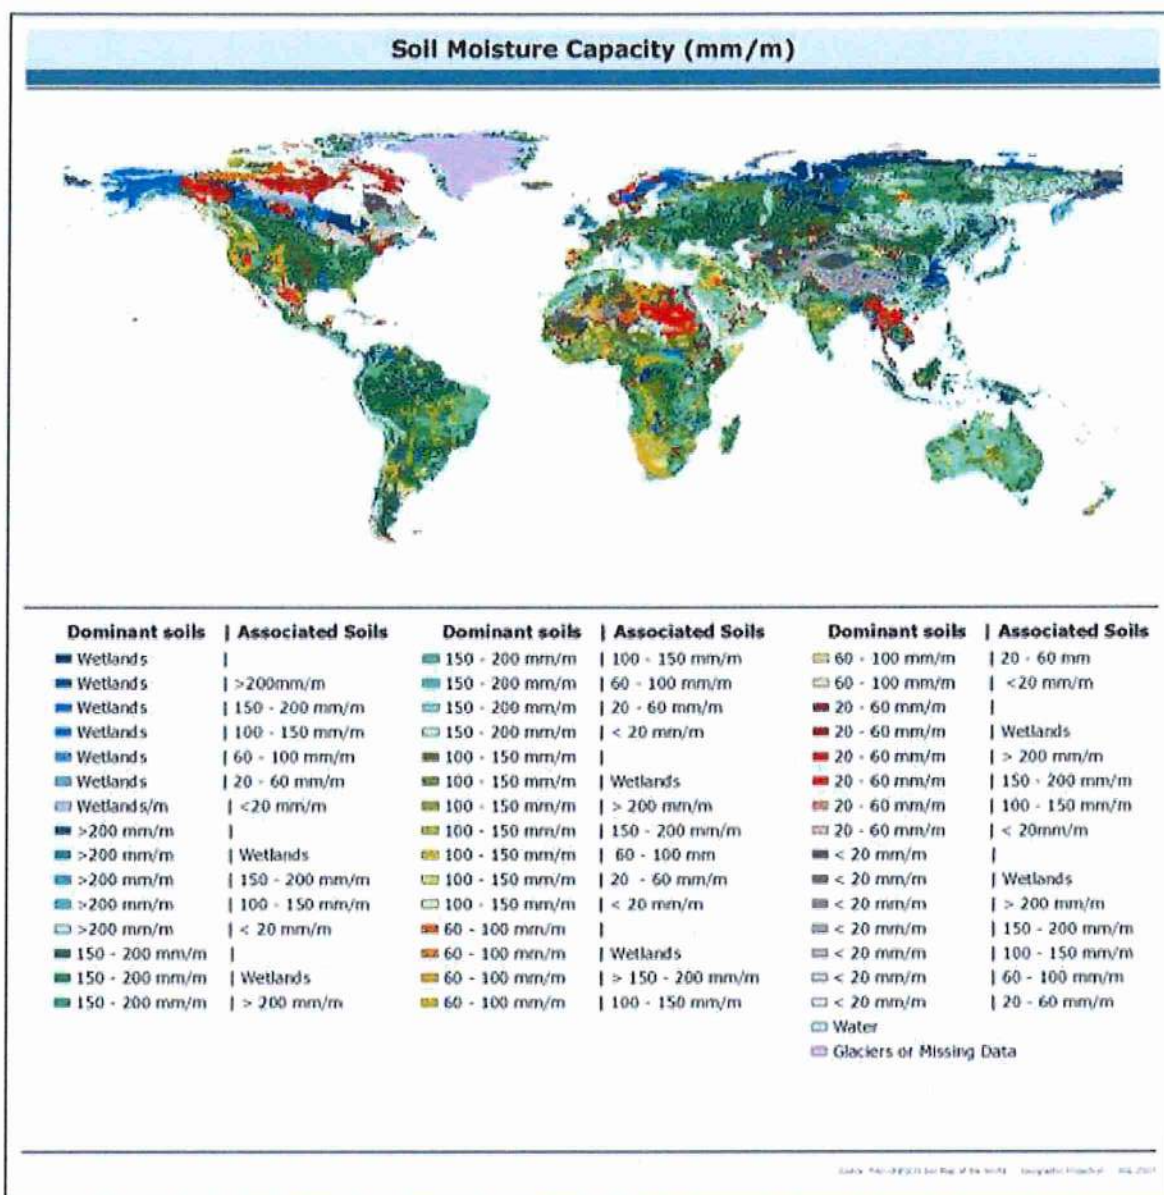 Soil Moisture Capacity (mm/m)
Dominant soils | Associated Soils
Wetlands |
Wetlands | >200mm/m
Wetlands | 150 - 200 mm/m
Wetlands | 100 - 150 mm/m
Wetlands | 60 - 100 mm/m
Wetlands | 20 - 60 mm/m
Wetlands/m | <20 mm/m
>200 mm/m |
>200 mm/m | Wetlands
>200 mm/m | 150 - 200 mm/m
>200 mm/m | 100 - 150 mm/m
>200 mm/m | < 20 mm/m
150 - 200 mm/m |
150 - 200 mm/m | Wetlands
150 - 200 mm/m | > 200 mm/m
Dominant soils | Associated Soils
150 - 200 mm/m | 100 - 150 mm/m
150 - 200 mm/m | 60 - 100 mm/m
150 - 200 mm/m | 20 - 60 mm/m
150 - 200 mm/m | < 20 mm/m
100 - 150 mm/m |
100 - 150 mm/m | Wetlands
100 - 150 mm/m | > 200 mm/m
100 - 150 mm/m | 150 - 200 mm/m
100 - 150 mm/m | 60 - 100 mm
100 - 150 mm/m | 20 - 60 mm/m
100 - 150 mm/m | < 20 mm/m
60 - 100 mm/m |
60 - 100 mm/m | Wetlands
60 - 100 mm/m | > 150 - 200 mm/m
60 - 100 mm/m | 100 - 150 mm/m
Dominant soils | Associated Soils
60 - 100 mm/m | 20 - 60 mm
60 - 100 mm/m | <20 mm/m
20 - 60 mm/m |
20 - 60 mm/m | Wetlands
20 - 60 mm/m | > 200 mm/m
20 - 60 mm/m | 150 - 200 mm/m
20 - 60 mm/m | 100 - 150 mm/m
20 - 60 mm/m | < 20mm/m
< 20 mm/m |
< 20 mm/m | Wetlands
< 20 mm/m | > 200 mm/m
< 20 mm/m | 150 - 200 mm/m
< 20 mm/m | 100 - 150 mm/m
< 20 mm/m | 60 - 100 mm/m
< 20 mm/m | 20 - 60 mm/m
Water
Glaciers or Missing Data